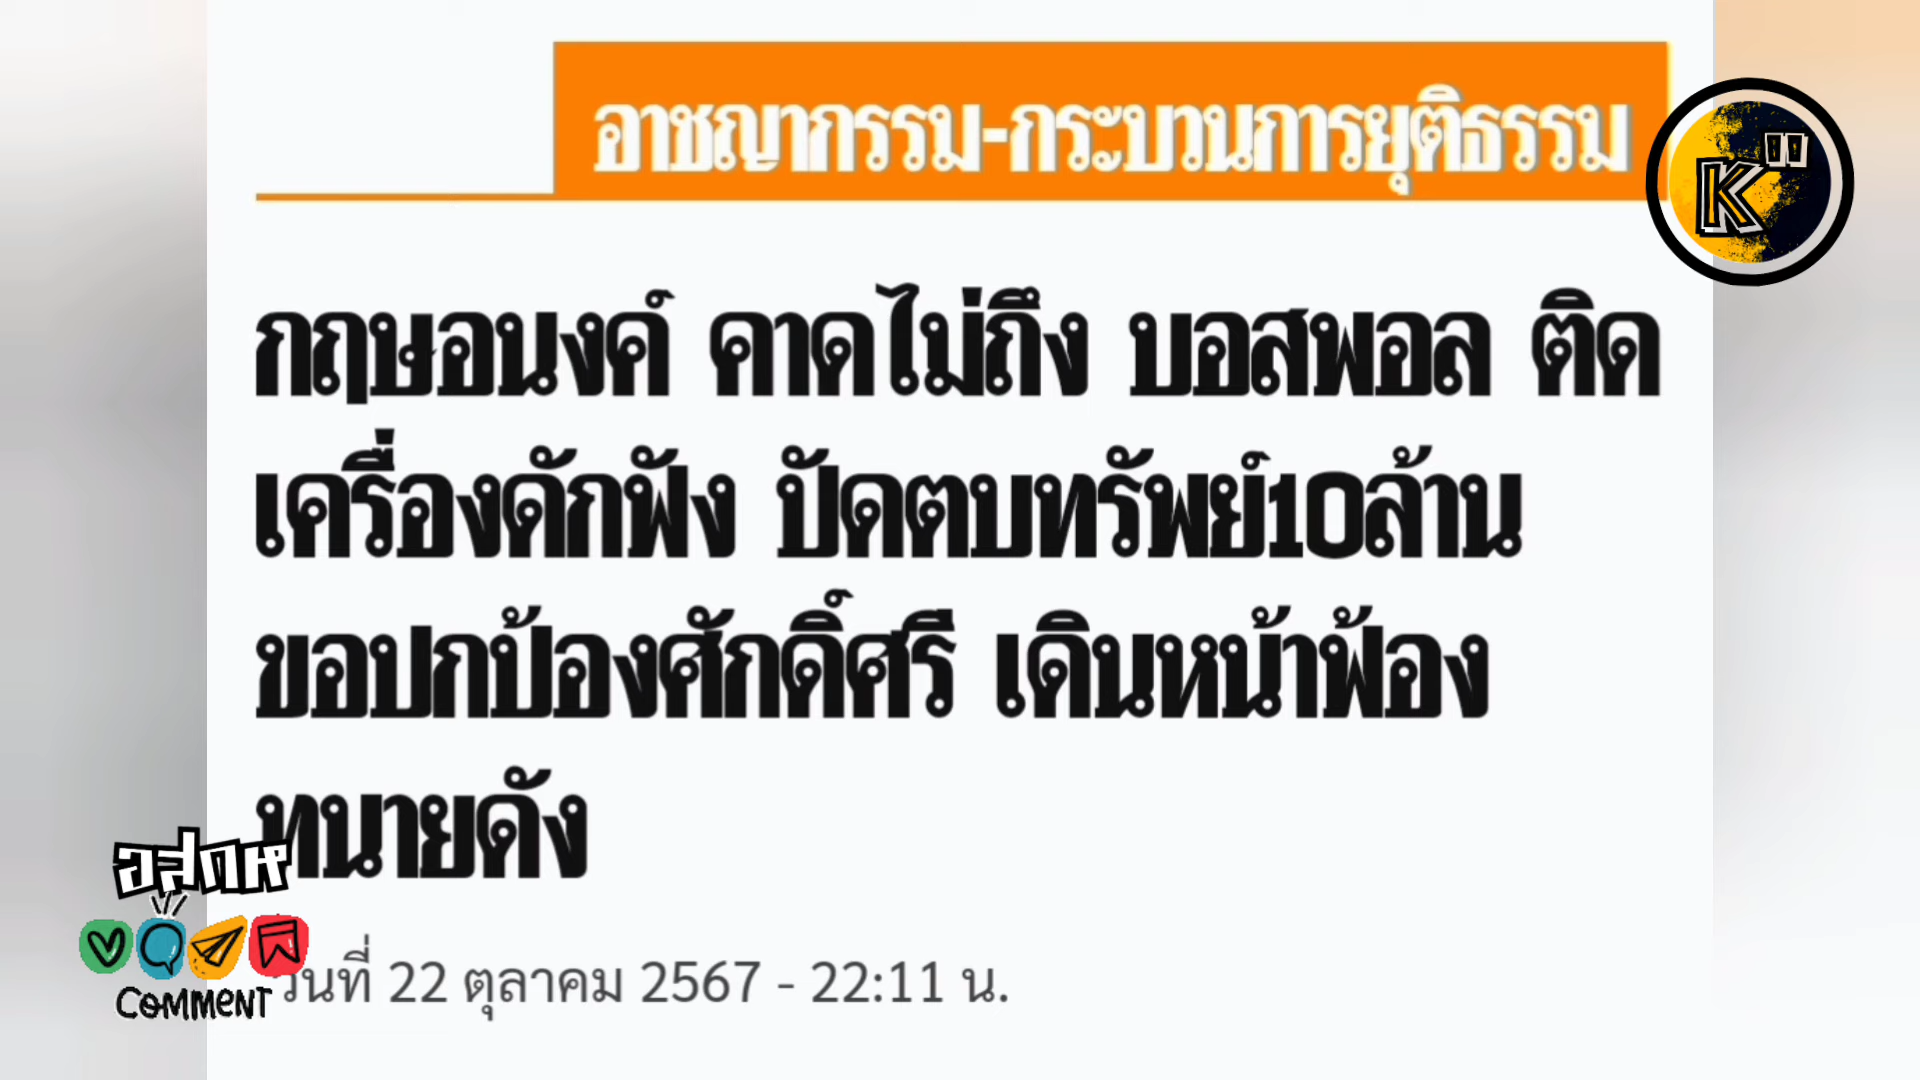 อาชญากรรม-กระบวนการยุติธรรม
K"
กฤษอนงค์ คาดไม่ถึง บอสพอล ติด
เครื่องดักฟัง ปัดตบทรัพย์10ล้าน
ขอปกป้องศักดิ์ศรี เดินหน้าฟ้อง
ทนายดัง
อสกห
COMMENT
วันที่ 22 ตุลาคม 2567 - 22:11 น.